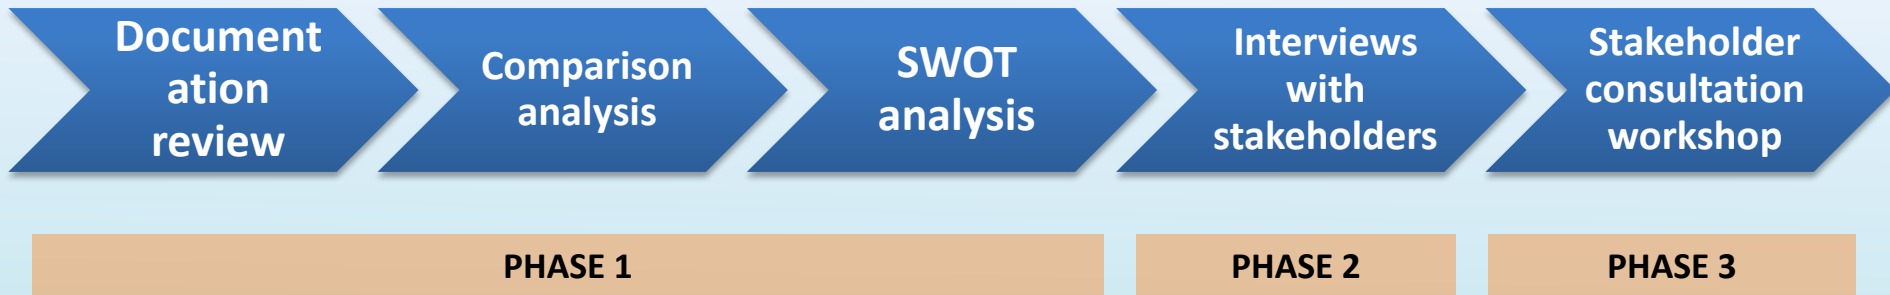 Document
ation
review
Comparison
analysis
SWOT
analysis
Interviews
with
stakeholders
Stakeholder
consultation
workshop
PHASE 1
PHASE 2
PHASE 3